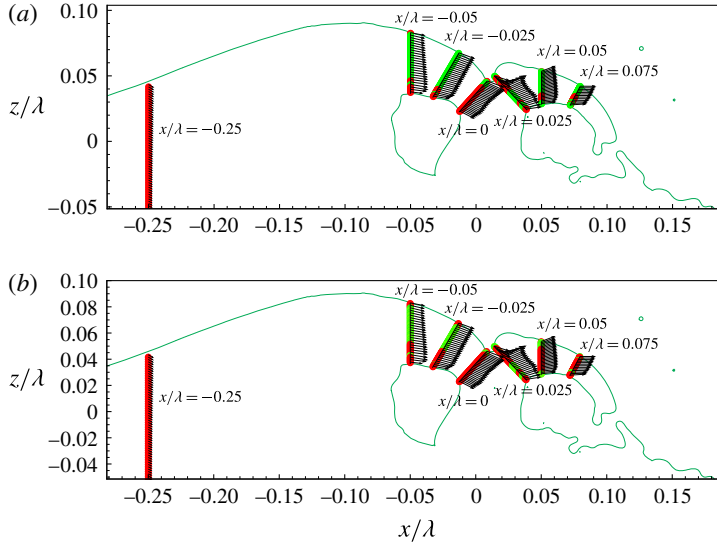 (a)
0.10
0.05
0
−0.05
z/λ
x/λ = −0.05
x/λ = −0.025
x/λ = 0.05
x/λ = 0.075
x/λ = −0.25
x/λ = 0
x/λ = 0.025
−0.25 −0.20 −0.15 −0.10 −0.05 0 0.05 0.10 0.15
(b)
0.10
0.08
0.06
0.04
0.02
0
−0.02
−0.04
z/λ
x/λ = −0.05
x/λ = −0.025
x/λ = 0.05
x/λ = 0.075
x/λ = −0.25
x/λ = 0
x/λ = 0.025
−0.25 −0.20 −0.15 −0.10 −0.05 0 0.05 0.10 0.15
x/λ